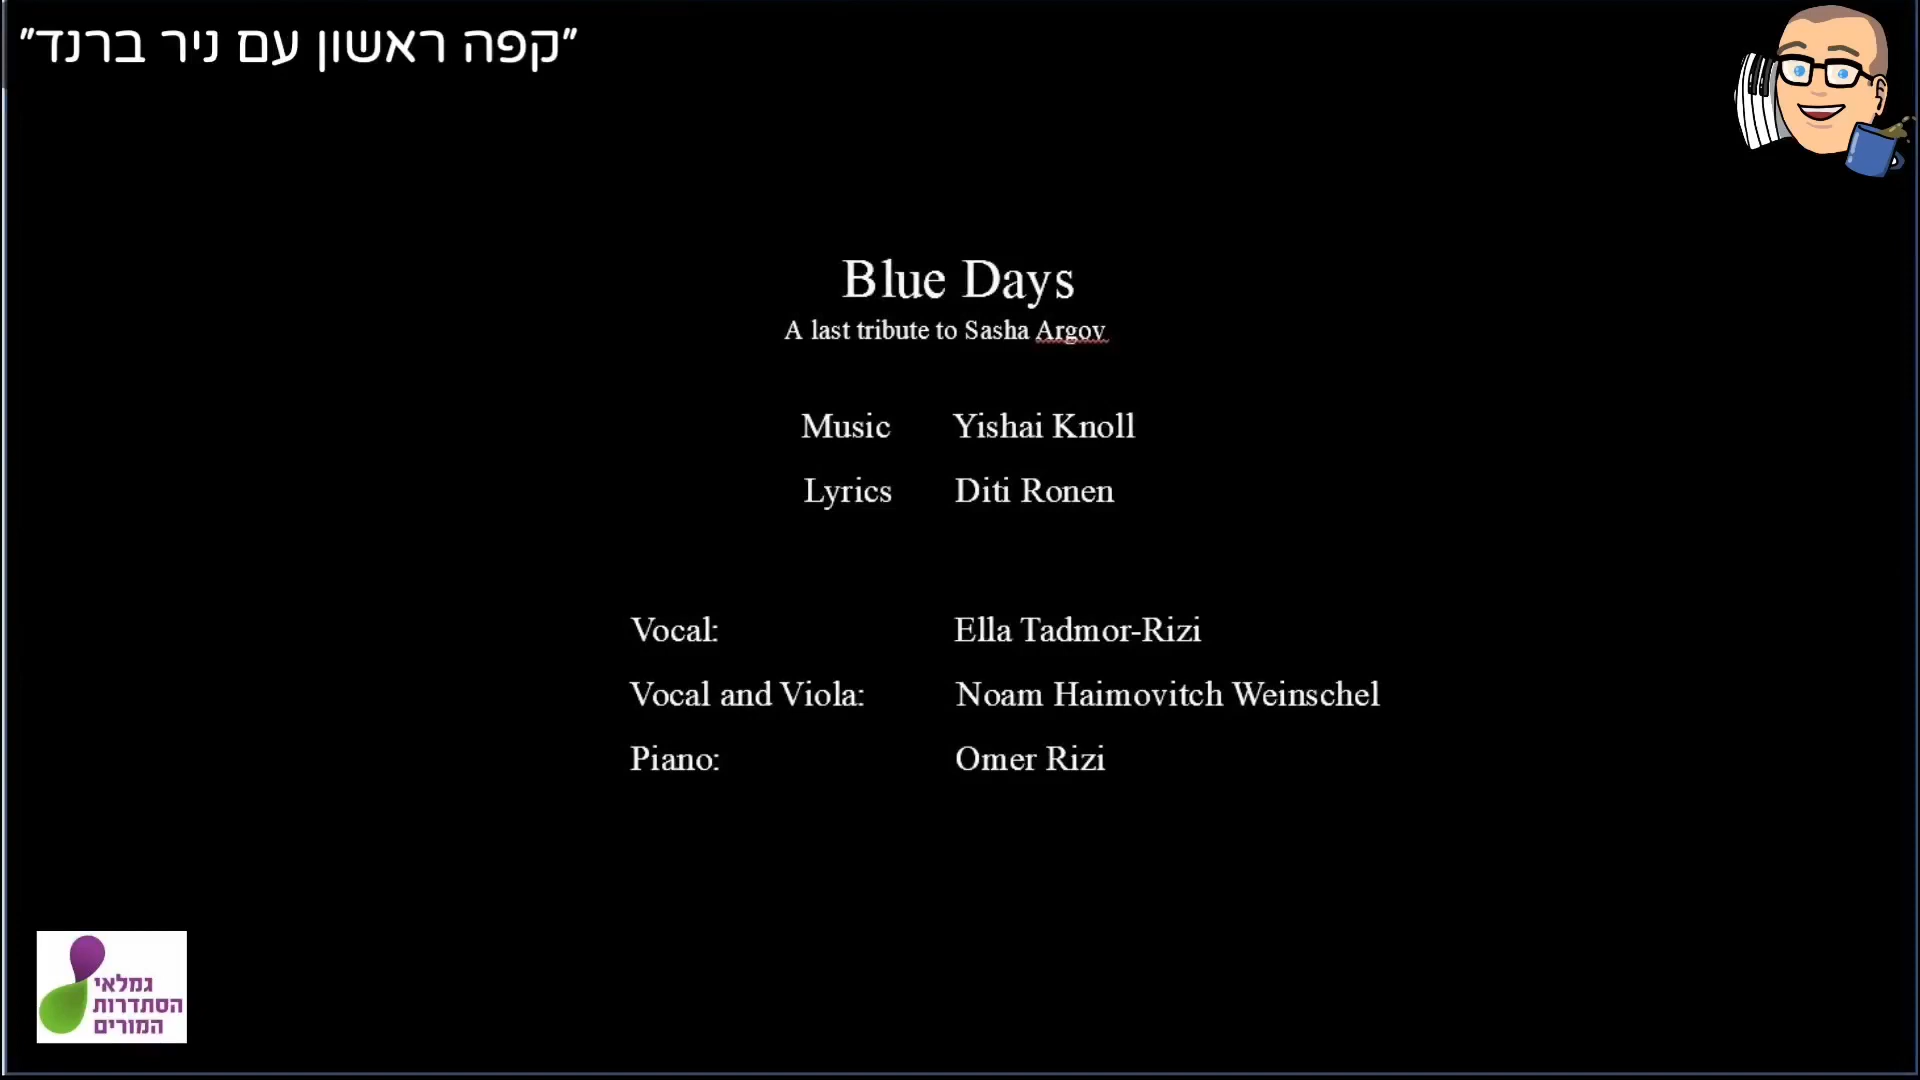 "קפה ראשון עם ניר ברנד"
Blue Days
A last tribute to Sasha Argov
Music Yishai Knoll
Lyrics Diti Ronen
Vocal: Ella Tadmor-Rizi
Vocal and Viola: Noam Haimovitch Weinschel
Piano: Omer Rizi
גמלאי
הסתדרות
המורים